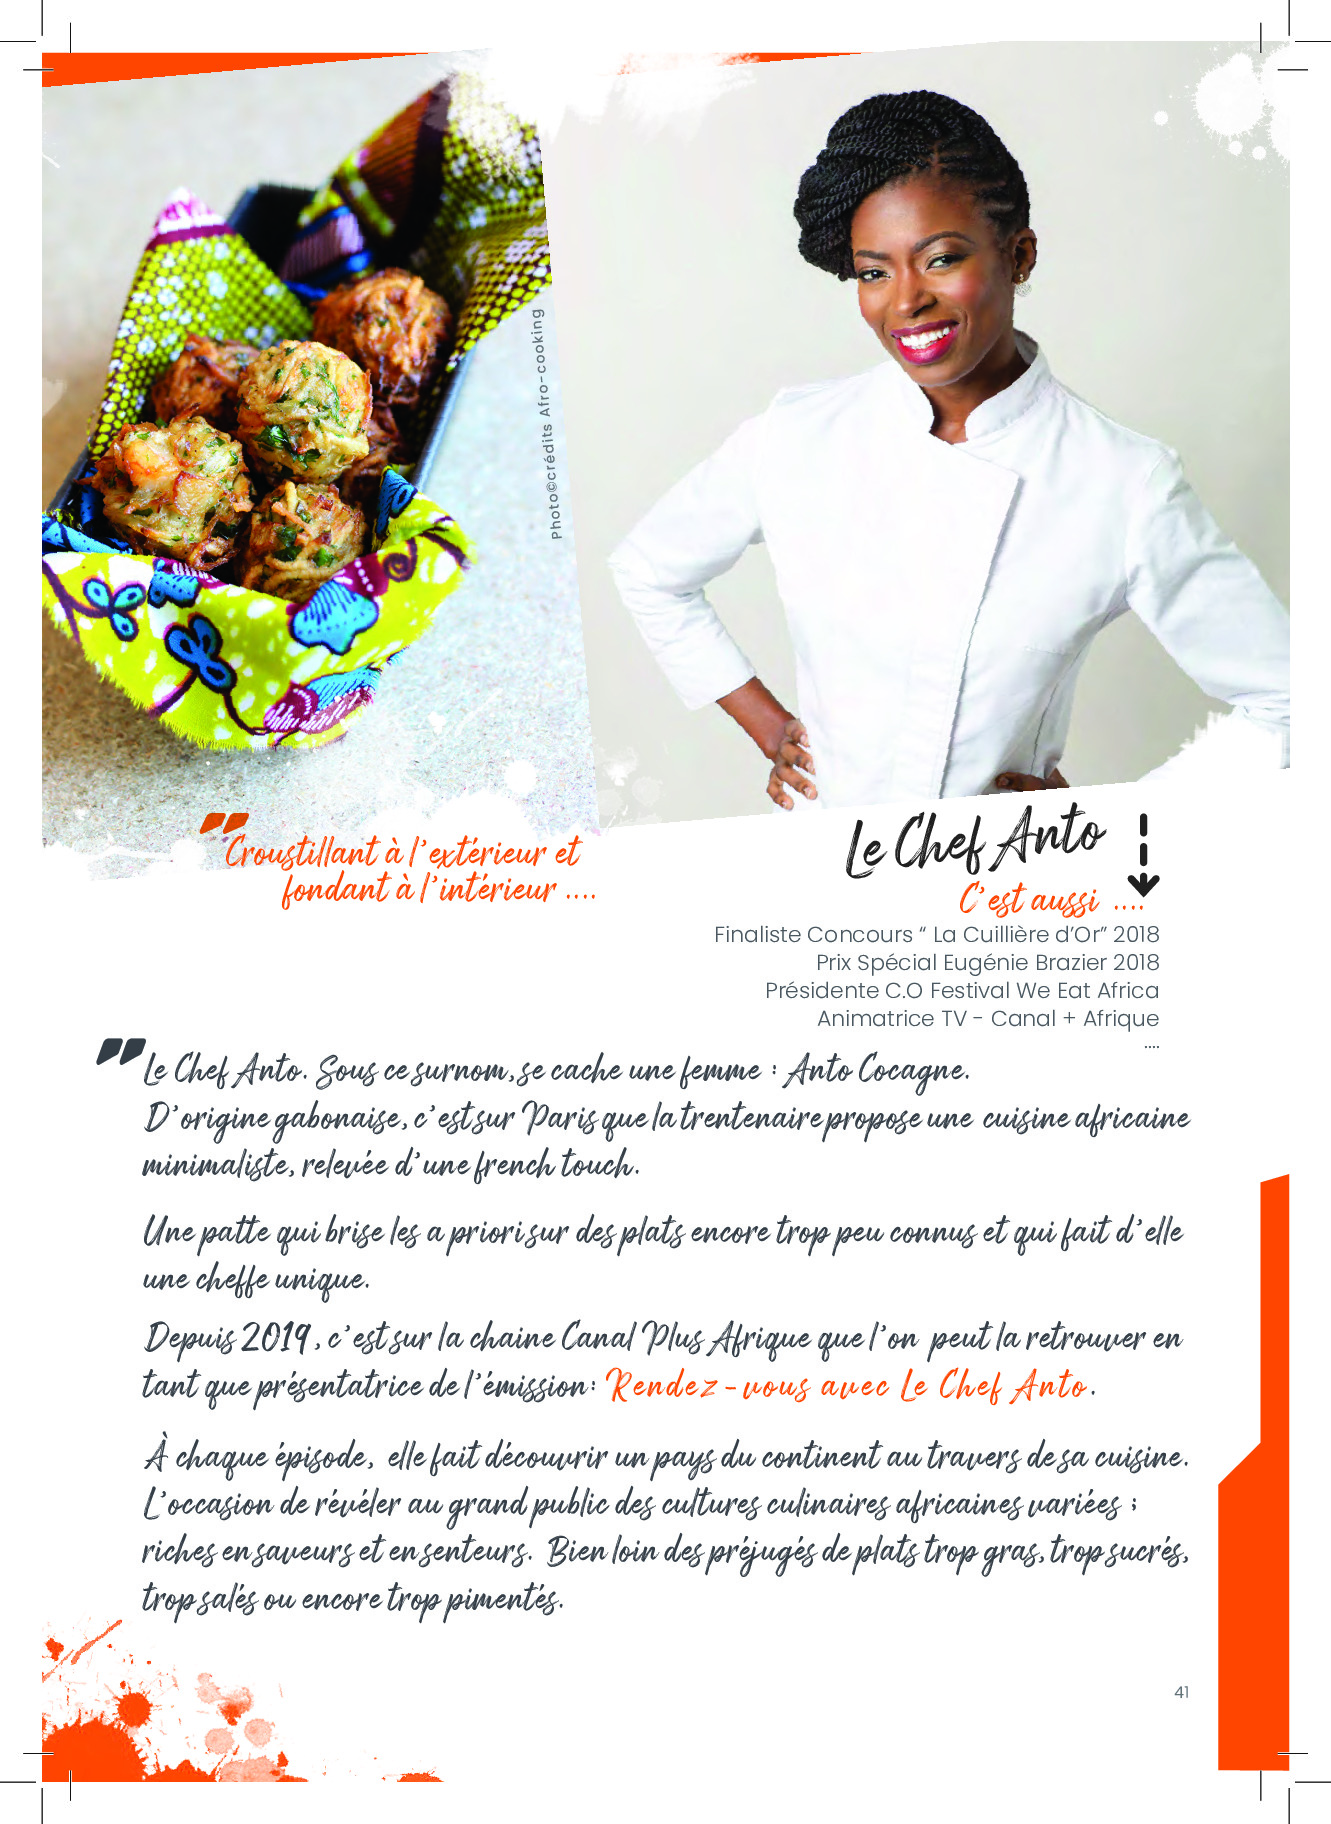 Photo©crédits Afro-cooking
Croustillant à l'extérieur et
fondant à l'intérieur ....
Le Chef Anto
C'est aussi ....
Finaliste Concours “ La Cuillière d’Or” 2018
Prix Spécial Eugénie Brazier 2018
Présidente C.O Festival We Eat Africa
Animatrice TV - Canal + Afrique
....
" Le Chef Anto. Sous ce surnom, se cache une femme : Anto Cocagne.
D'origine gabonaise, c'est sur Paris que la trentenaire propose une cuisine africaine
minimaliste, relevée d'une french touch.
Une patte qui brise les a priori sur des plats encore trop peu connus et qui fait d'elle
une cheffe unique.
Depuis 2019, c'est sur la chaine Canal Plus Afrique que l'on peut la retrouver en
tant que présentatrice de l'émission: Rendez-vous avec Le Chef Anto.
À chaque épisode, elle fait découvrir un pays du continent au travers de sa cuisine.
L'occasion de révéler au grand public des cultures culinaires africaines variées ;
riches en saveurs et en senteurs. Bien loin des préjugés de plats trop gras, trop sucrés,
trop salés ou encore trop pimentés.
41